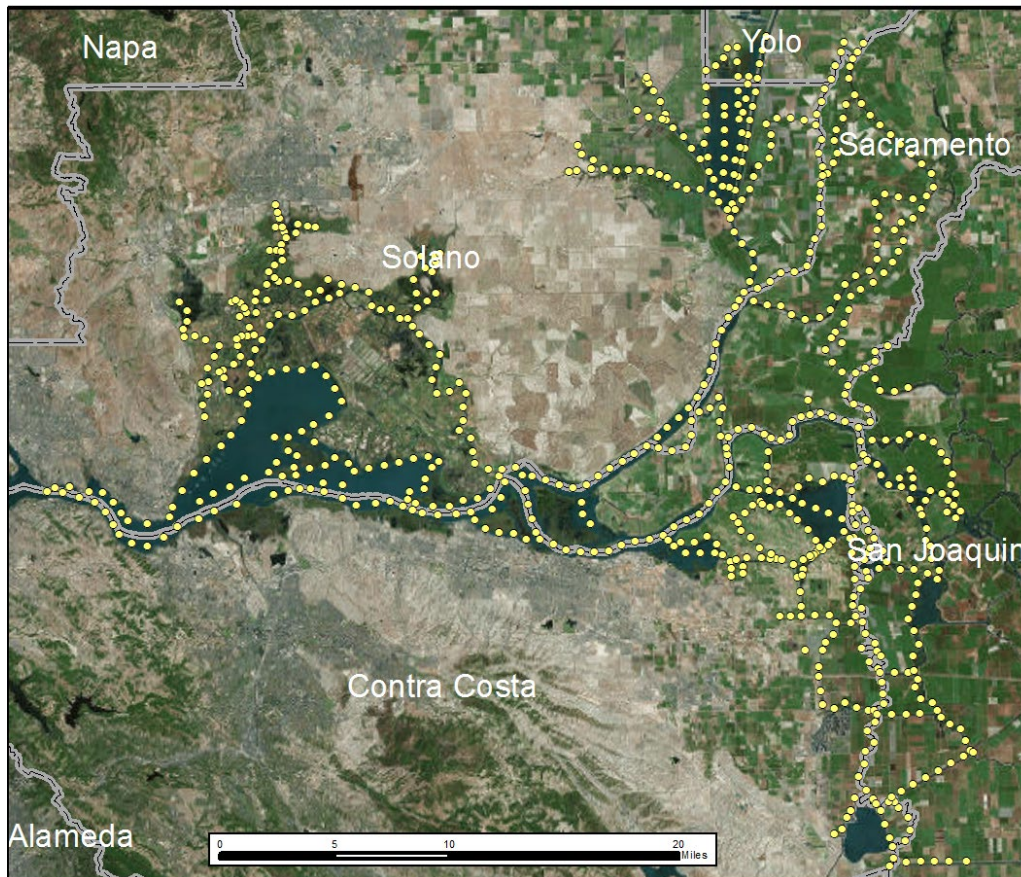 Napa
Yolo
Sacramento
Solano
San Joaquin
Contra Costa
Alameda
0 5 10 20
Miles